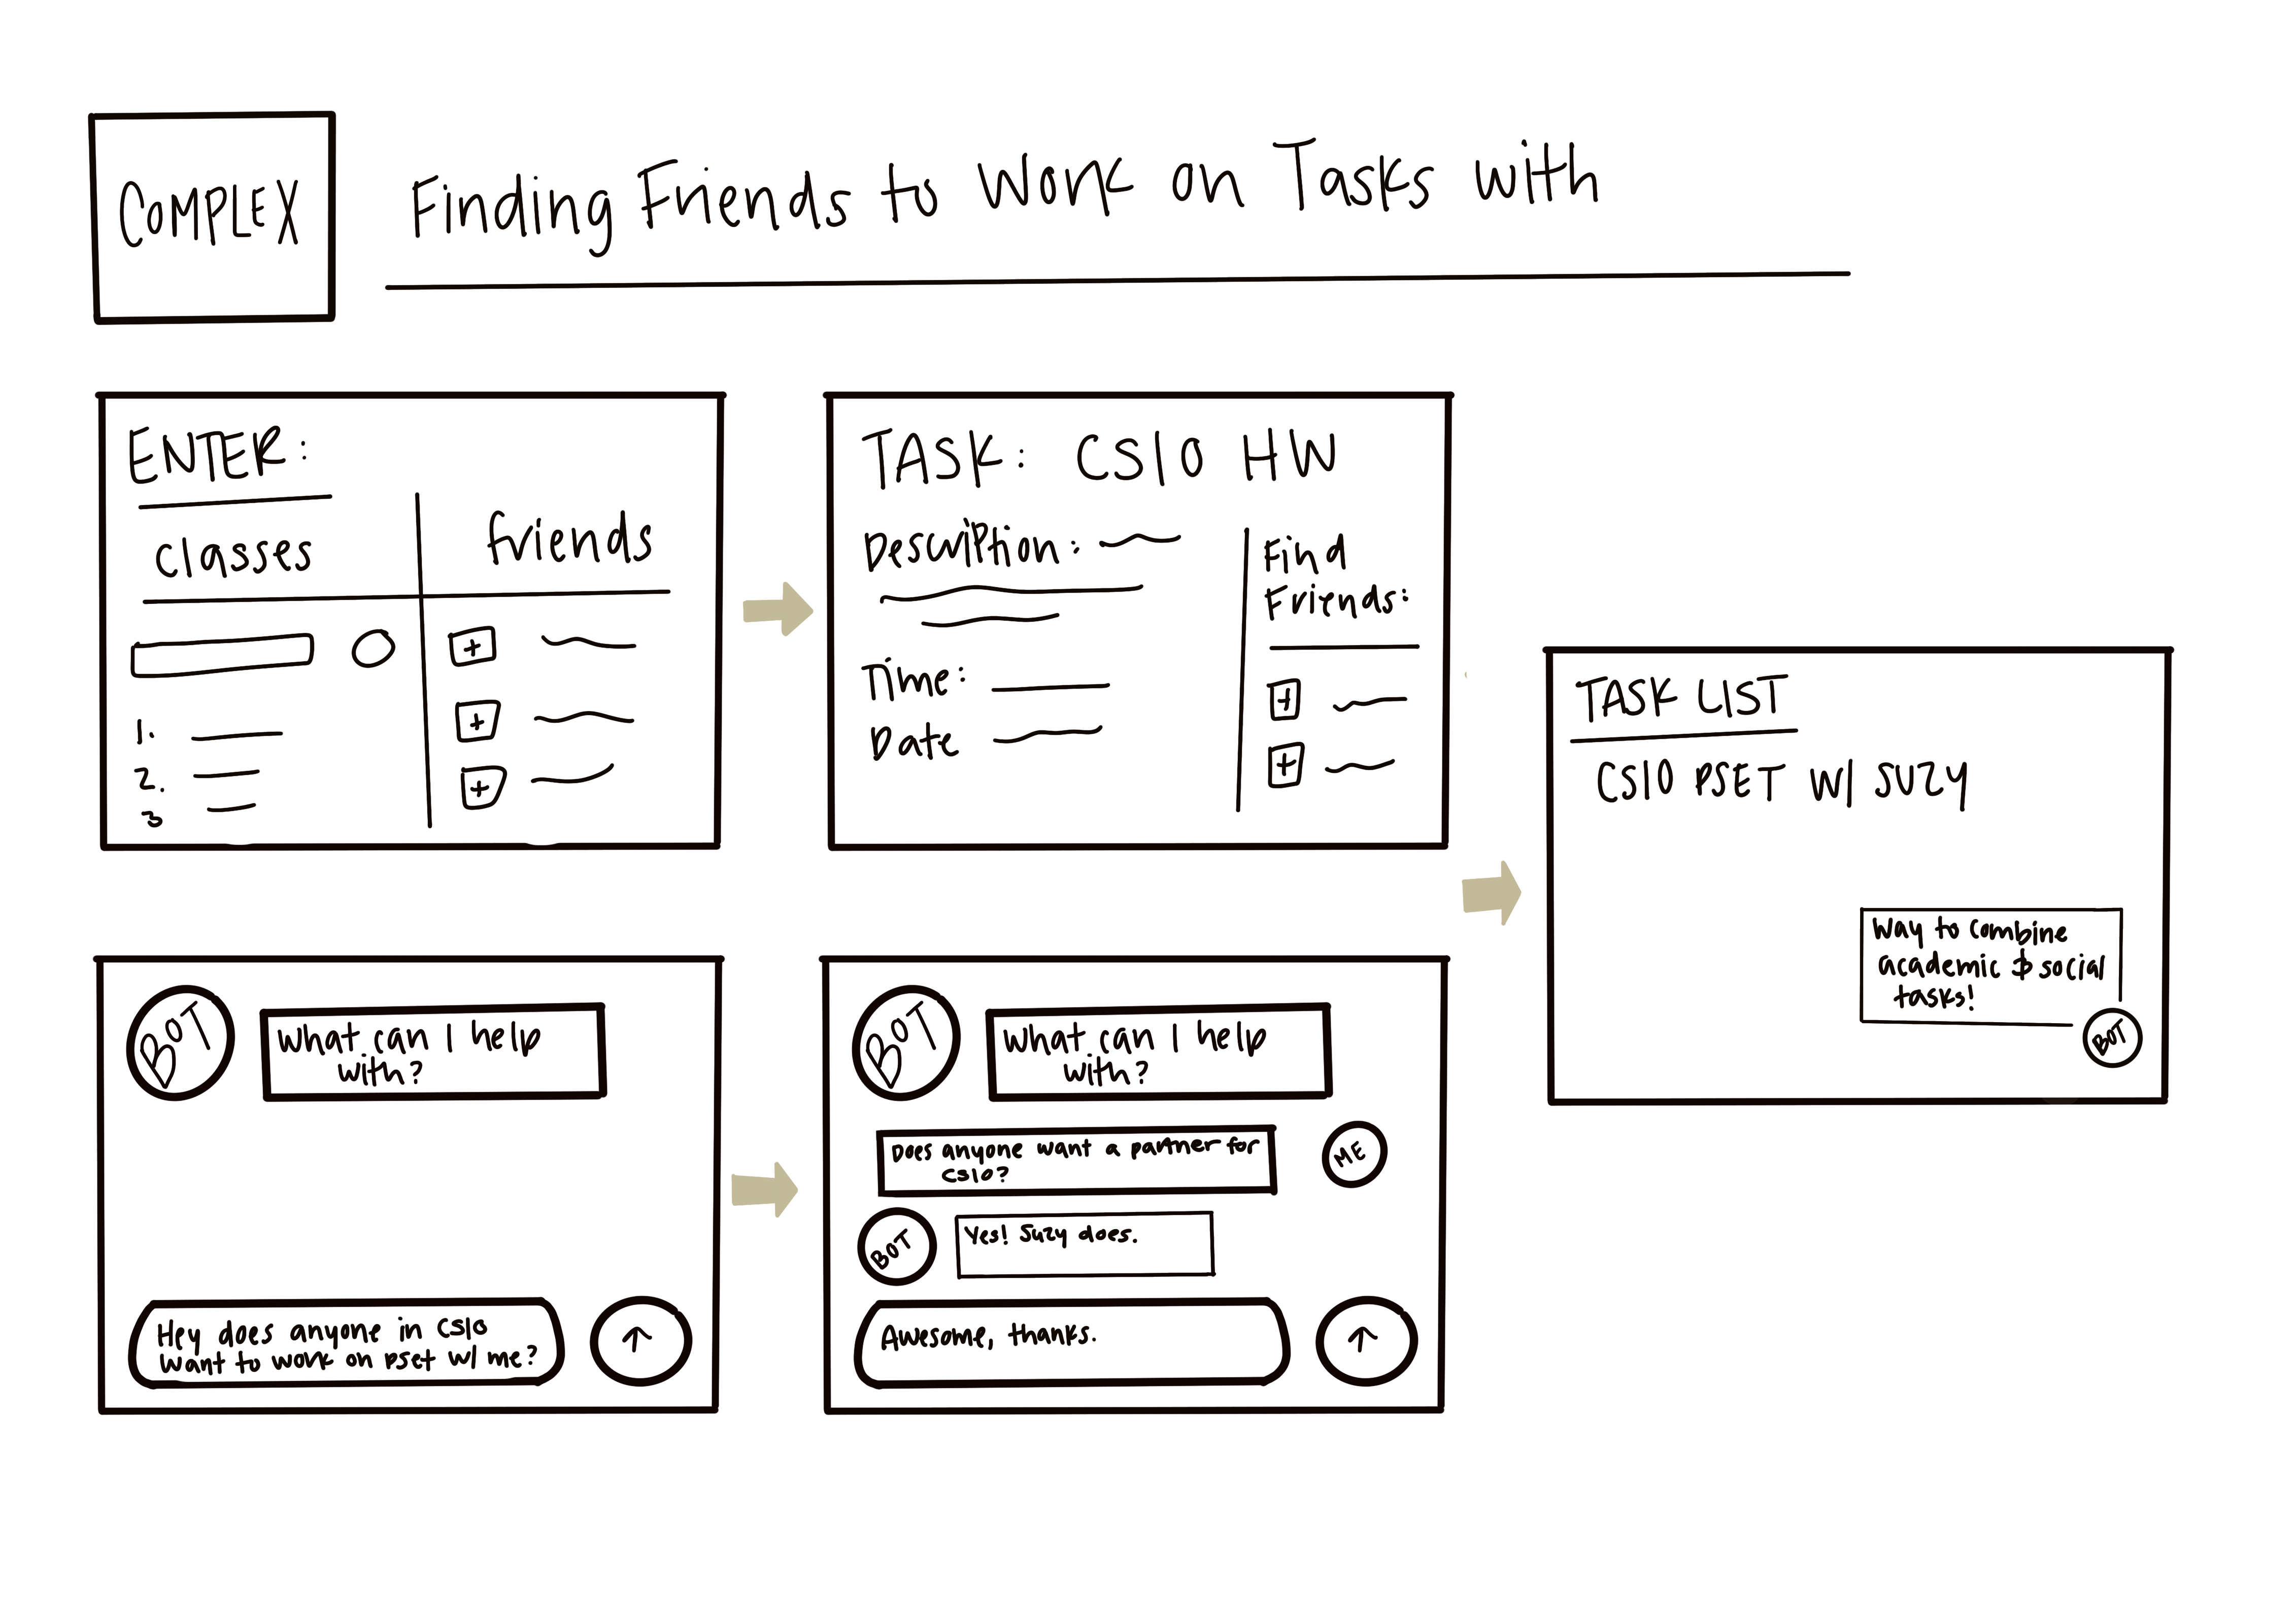 COMPLEX
Finding Friends to Work on Tasks with
ENTER:
classes
friends
+
+
+
1.
2.
3
TASK: CS10 HW
Description:
Time:
Date
Find
Friends:
+
+
BOT
What can I help
with?
Hey does anyone in CS10
want to work on pset w/ me?
BOT
What can I help
with?
Does anyone want a partner for
CS10?
ME
BOT
Yes! Suzy does.
Awesome, thanks.
TASK LIST
CS10 PSET W/ SUZY
Way to combine
academic & social
tasks!
BOT